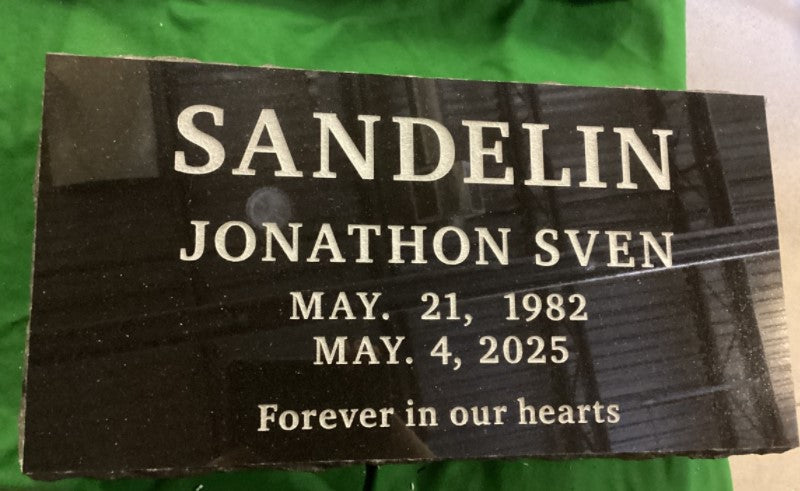 SANDELIN
JONATHON SVEN
MAY. 21, 1982
MAY. 4, 2025
Forever in our hearts